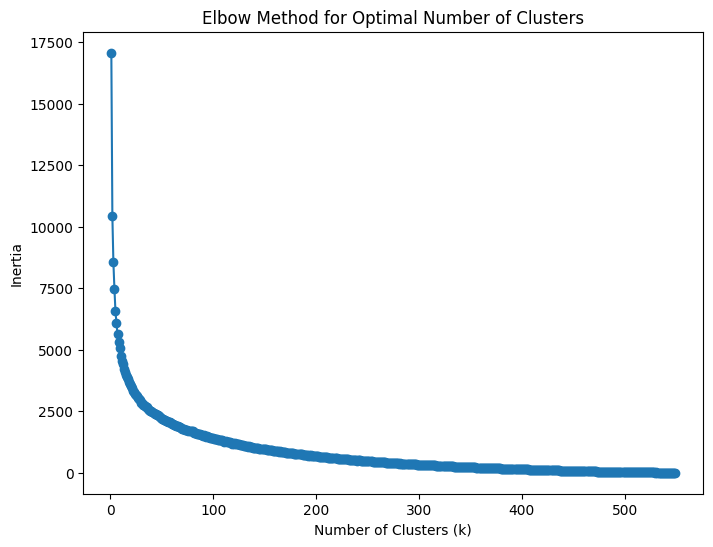 Elbow Method for Optimal Number of Clusters
17500
15000
12500
10000
7500
5000
2500
0
Inertia
0 100 200 300 400 500
Number of Clusters (k)